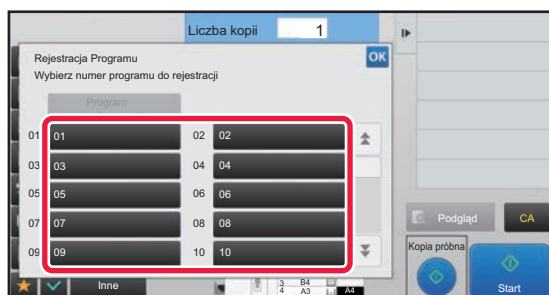 Liczba kopii 1
Rejestracja Programu OK
Wybierz numer programu do rejestracji
Program
01 01 02 02
03 03 04 04
05 05 06 06
07 07 08 08
09 09 10 10
Podgląd CA
Kopia próbna
Inne
3 B4
4 A3 A4
Start